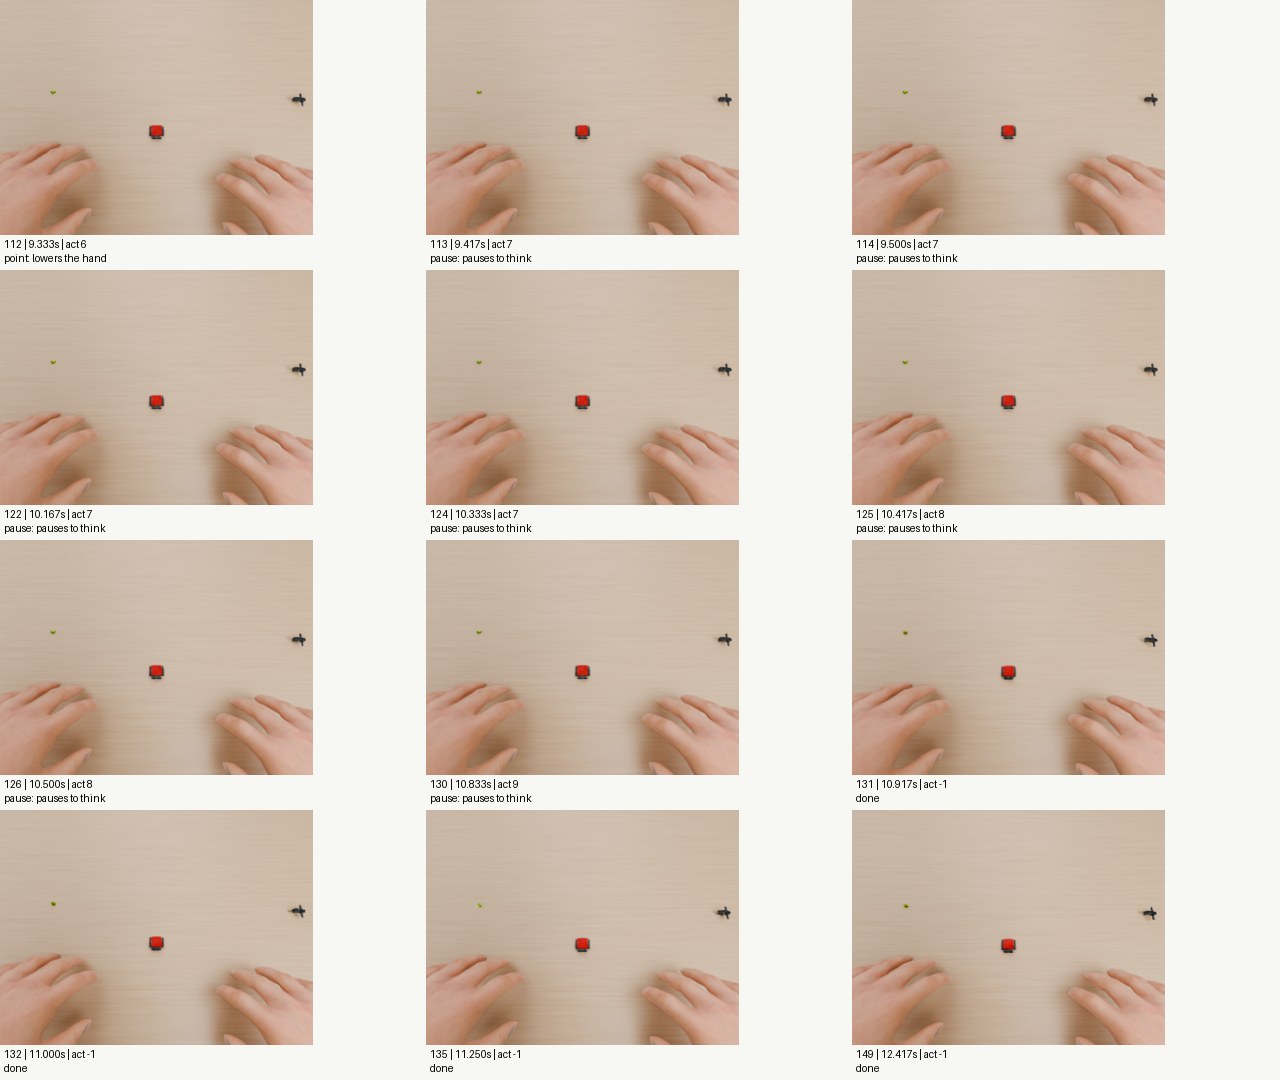 112 | 9.333s | act 6
point: lowers the hand
113 | 9.417s | act 7
pause: pauses to think
114 | 9.500s | act 7
pause: pauses to think
122 | 10.167s | act 7
pause: pauses to think
124 | 10.333s | act 7
pause: pauses to think
125 | 10.417s | act 8
pause: pauses to think
126 | 10.500s | act 8
pause: pauses to think
130 | 10.833s | act 9
pause: pauses to think
131 | 10.917s | act -1
done
132 | 11.000s | act -1
done
135 | 11.250s | act -1
done
149 | 12.417s | act -1
done